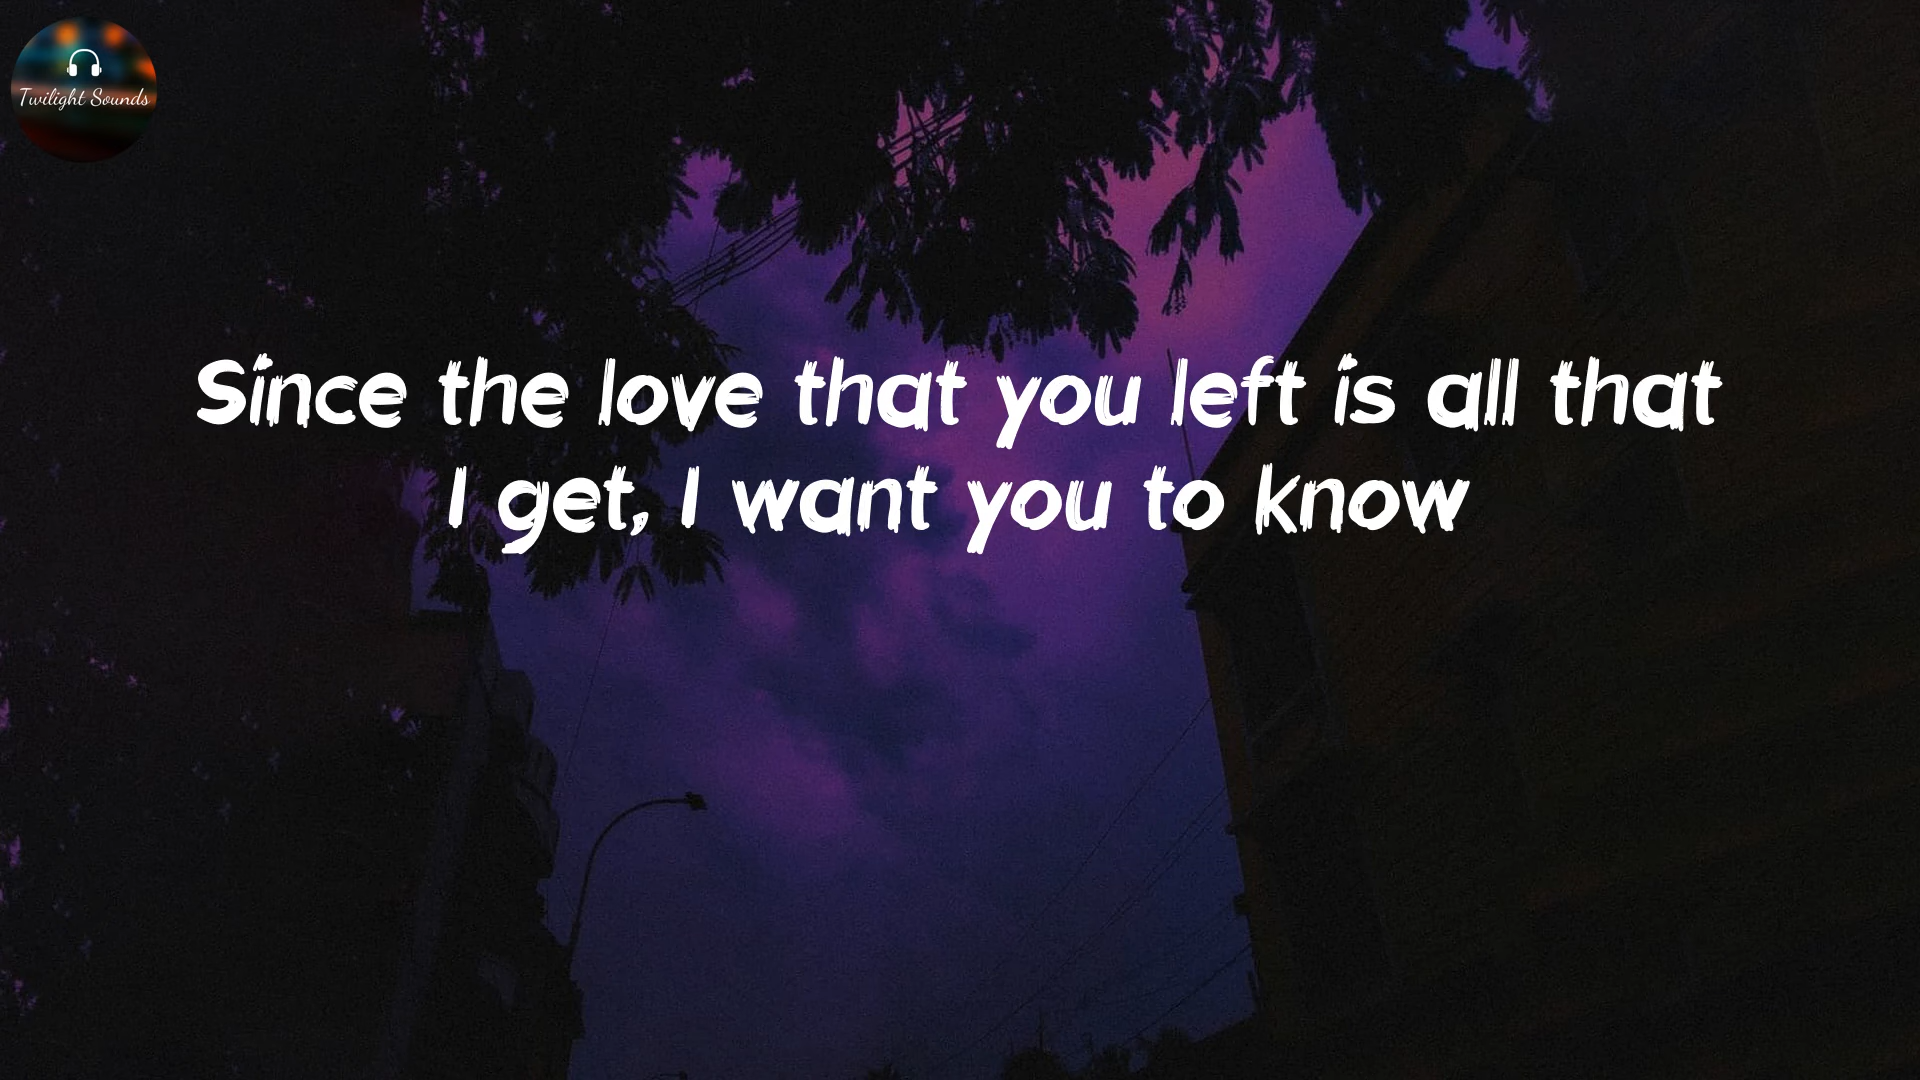 Twilight Sounds
Since the love that you left is all that
I get, I want you to know